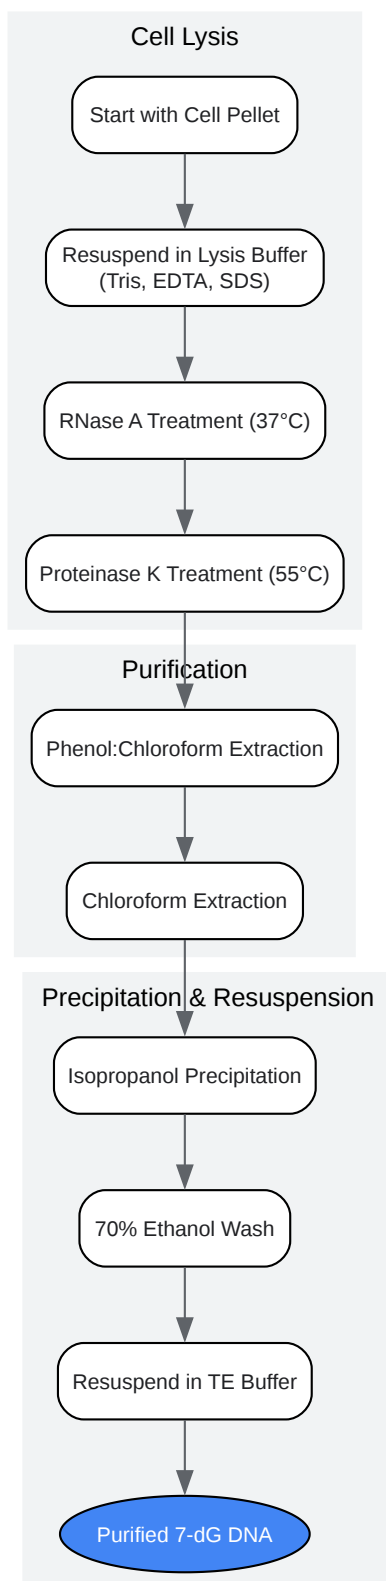 Cell Lysis
Start with Cell Pellet
Resuspend in Lysis Buffer
(Tris, EDTA, SDS)
RNase A Treatment (37°C)
Proteinase K Treatment (55°C)
Purification
Phenol:Chloroform Extraction
Chloroform Extraction
Precipitation & Resuspension
Isopropanol Precipitation
70% Ethanol Wash
Resuspend in TE Buffer
Purified 7-dG DNA